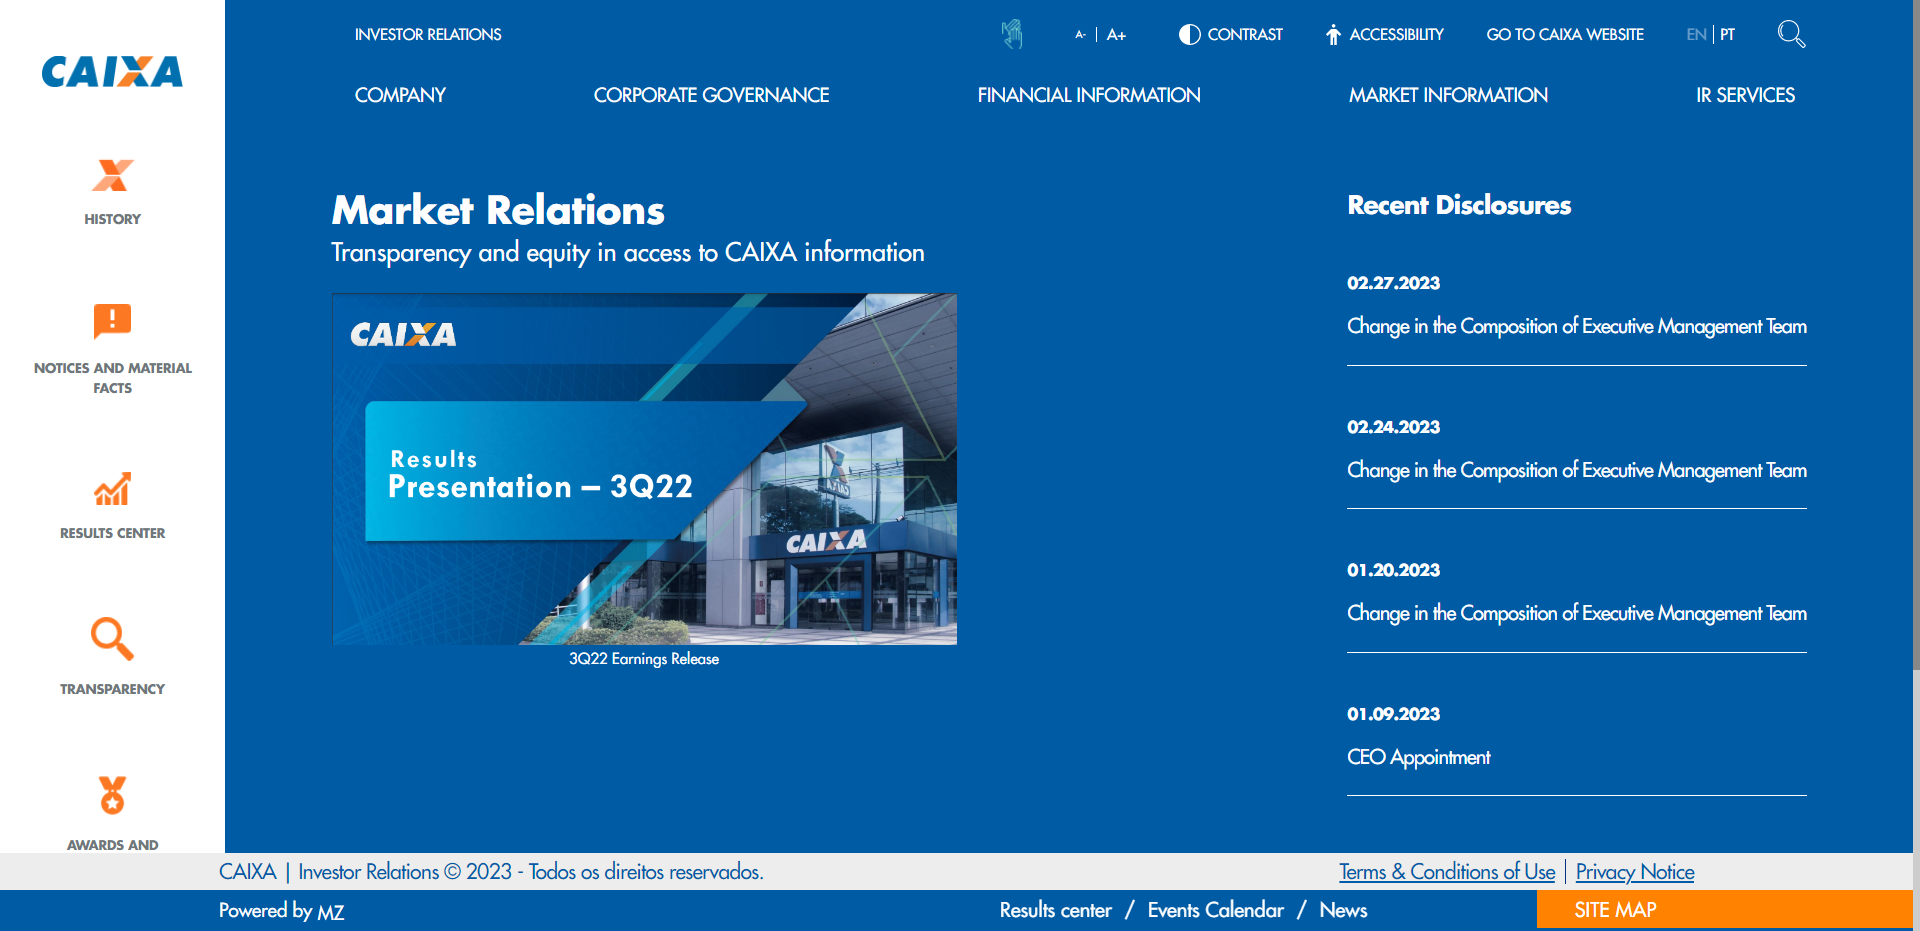 CAIXA
HISTORY
NOTICES AND MATERIAL
FACTS
RESULTS CENTER
TRANSPARENCY
AWARDS AND
INVESTOR RELATIONS
A- | A+
CONTRAST
ACCESSIBILITY
GO TO CAIXA WEBSITE
EN | PT
COMPANY
CORPORATE GOVERNANCE
FINANCIAL INFORMATION
MARKET INFORMATION
IR SERVICES
Market Relations
Transparency and equity in access to CAIXA information
CAIXA
Results
Presentation – 3Q22
CAIXA
CAIXA
3Q22 Earnings Release
Recent Disclosures
02.27.2023
Change in the Composition of Executive Management Team
02.24.2023
Change in the Composition of Executive Management Team
01.20.2023
Change in the Composition of Executive Management Team
01.09.2023
CEO Appointment
CAIXA | Investor Relations © 2023 - Todos os direitos reservados.
Terms & Conditions of Use | Privacy Notice
Powered by MZ
Results center / Events Calendar / News
SITE MAP